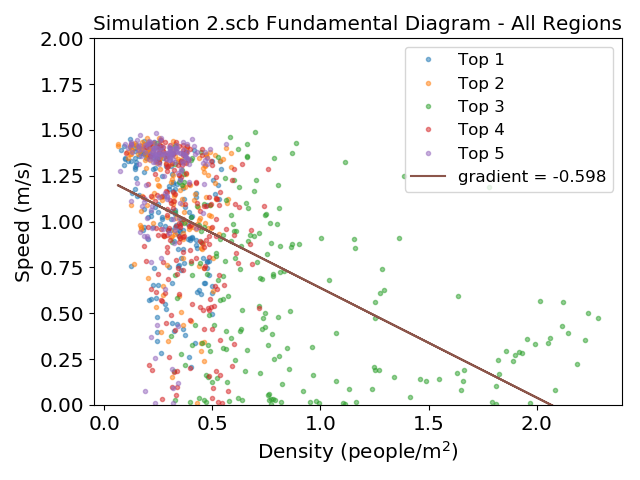 Simulation 2.scb Fundamental Diagram - All Regions
2.00
1.75
1.50
1.25
1.00
0.75
0.50
0.25
0.00
Speed (m/s)
Top 1
Top 2
Top 3
Top 4
Top 5
gradient = -0.598
0.0 0.5 1.0 1.5 2.0
Density (people/m²)